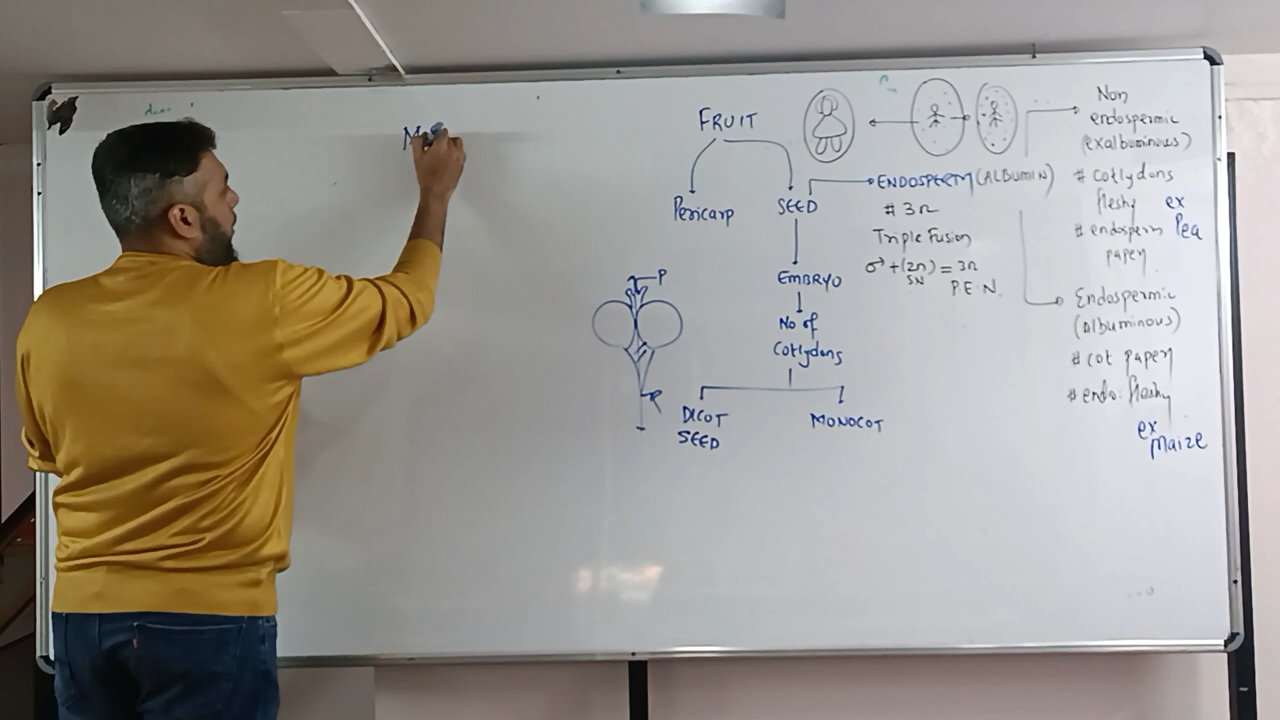 FRUIT
Pericarp
SEED
EMBRYO
No of
Cotlydons
DICOT
SEED
MONOCOT
P
R
ENDOSPERM (ALBUMIN)
# 3n
Triple Fusion
♂ + (2n) = 3n
SN
P.E.N.
Non
endospermic
(exalbuminous)
# cotlydons
fleshy
# endosperm
papery
ex
Pea
Endospermic
(albuminous)
# cot papery
# endo: fleshy
ex
Maize